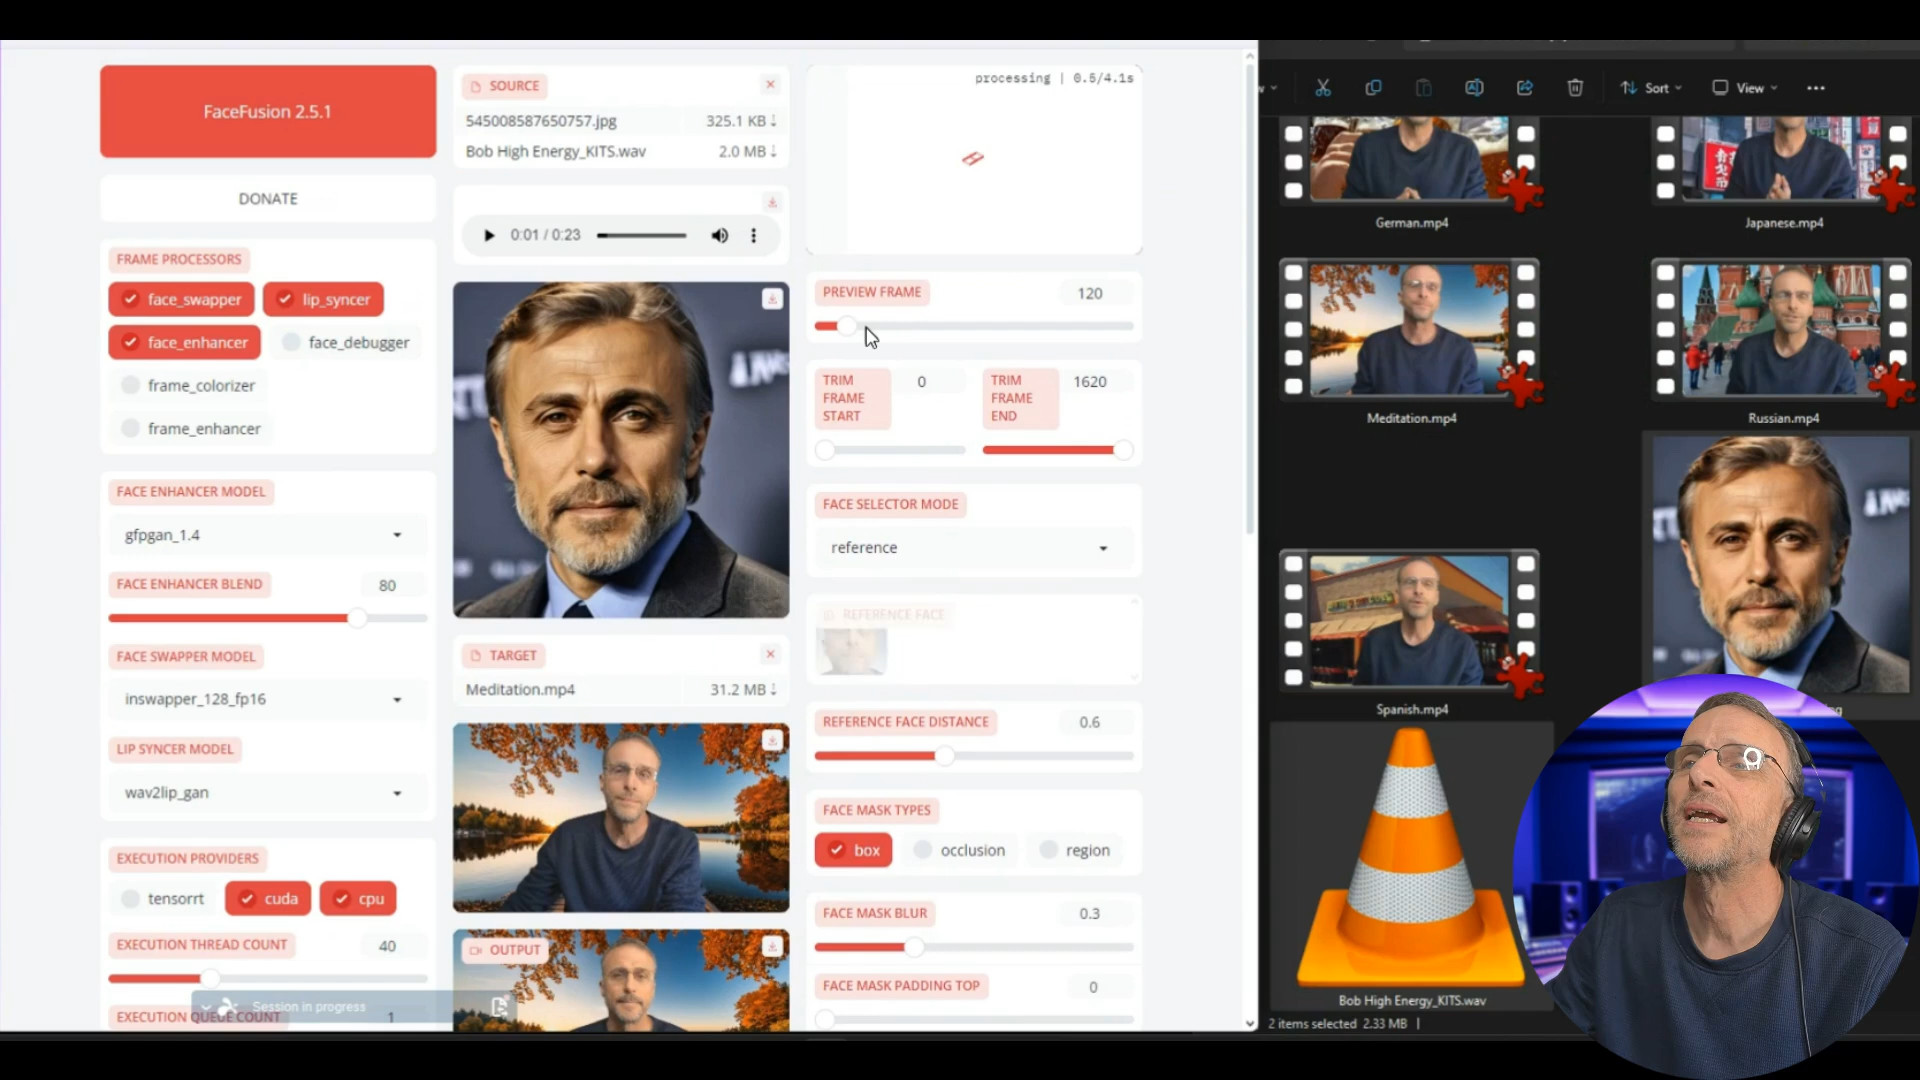 FaceFusion 2.5.1
DONATE
FRAME PROCESSORS
face_swapper
lip_syncer
face_enhancer
face_debugger
frame_colorizer
frame_enhancer
FACE ENHANCER MODEL
gfpgan_1.4
FACE ENHANCER BLEND
80
FACE SWAPPER MODEL
inswapper_128_fp16
LIP SYNCER MODEL
wav2lip_gan
EXECUTION PROVIDERS
tensorrt
cuda
cpu
EXECUTION THREAD COUNT
40
EXECUTION QUEUE COUNT
1
Session in progress
SOURCE
545008587650757.jpg
325.1 KB ↓
Bob High Energy_KITS.wav
2.0 MB ↓
0:01 / 0:23
TARGET
Meditation.mp4
31.2 MB ↓
OUTPUT
processing | 0.5/4.1s
PREVIEW FRAME
120
TRIM
FRAME
START
0
TRIM
FRAME
END
1620
FACE SELECTOR MODE
reference
REFERENCE FACE
REFERENCE FACE DISTANCE
0.6
FACE MASK TYPES
box
occlusion
region
FACE MASK BLUR
0.3
FACE MASK PADDING TOP
0
Sort
View
German.mp4
Japanese.mp4
Meditation.mp4
Russian.mp4
Spanish.mp4
Bob High Energy_KITS.wav
2 items selected 2.33 MB